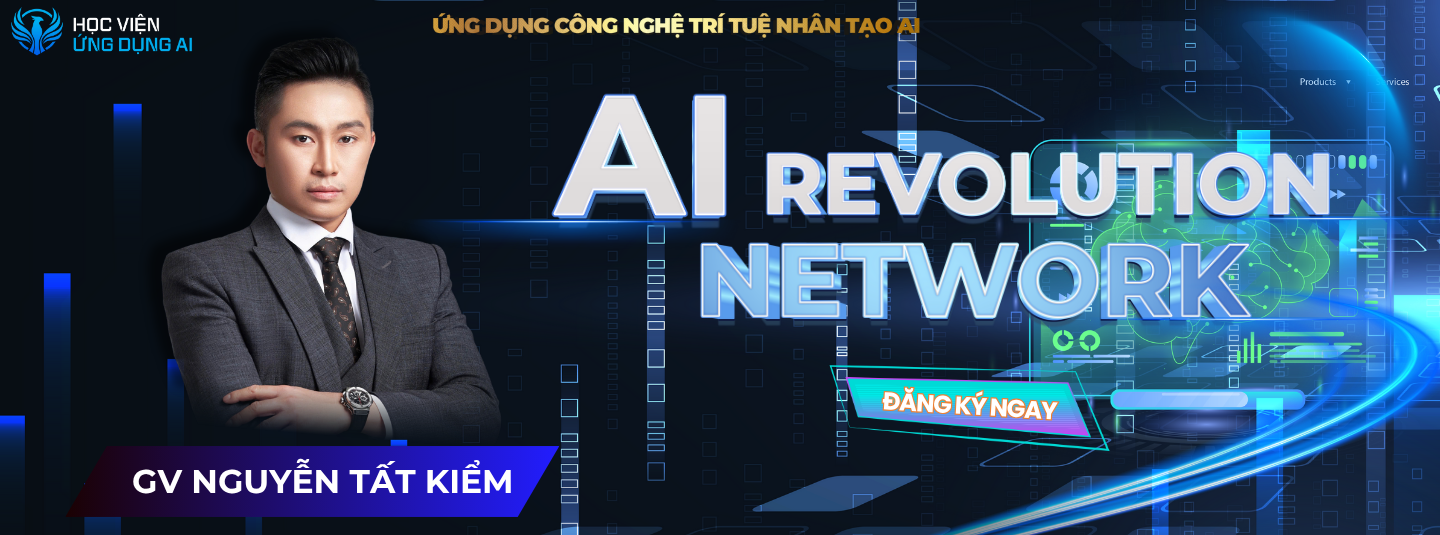 HỌC VIỆN
ỨNG DỤNG AI
ỨNG DỤNG CÔNG NGHỆ TRÍ TUỆ NHÂN TẠO AI
Products
AI REVOLUTION
NETWORK
ĐĂNG KÝ NGAY
GV NGUYỄN TẤT KIỂM